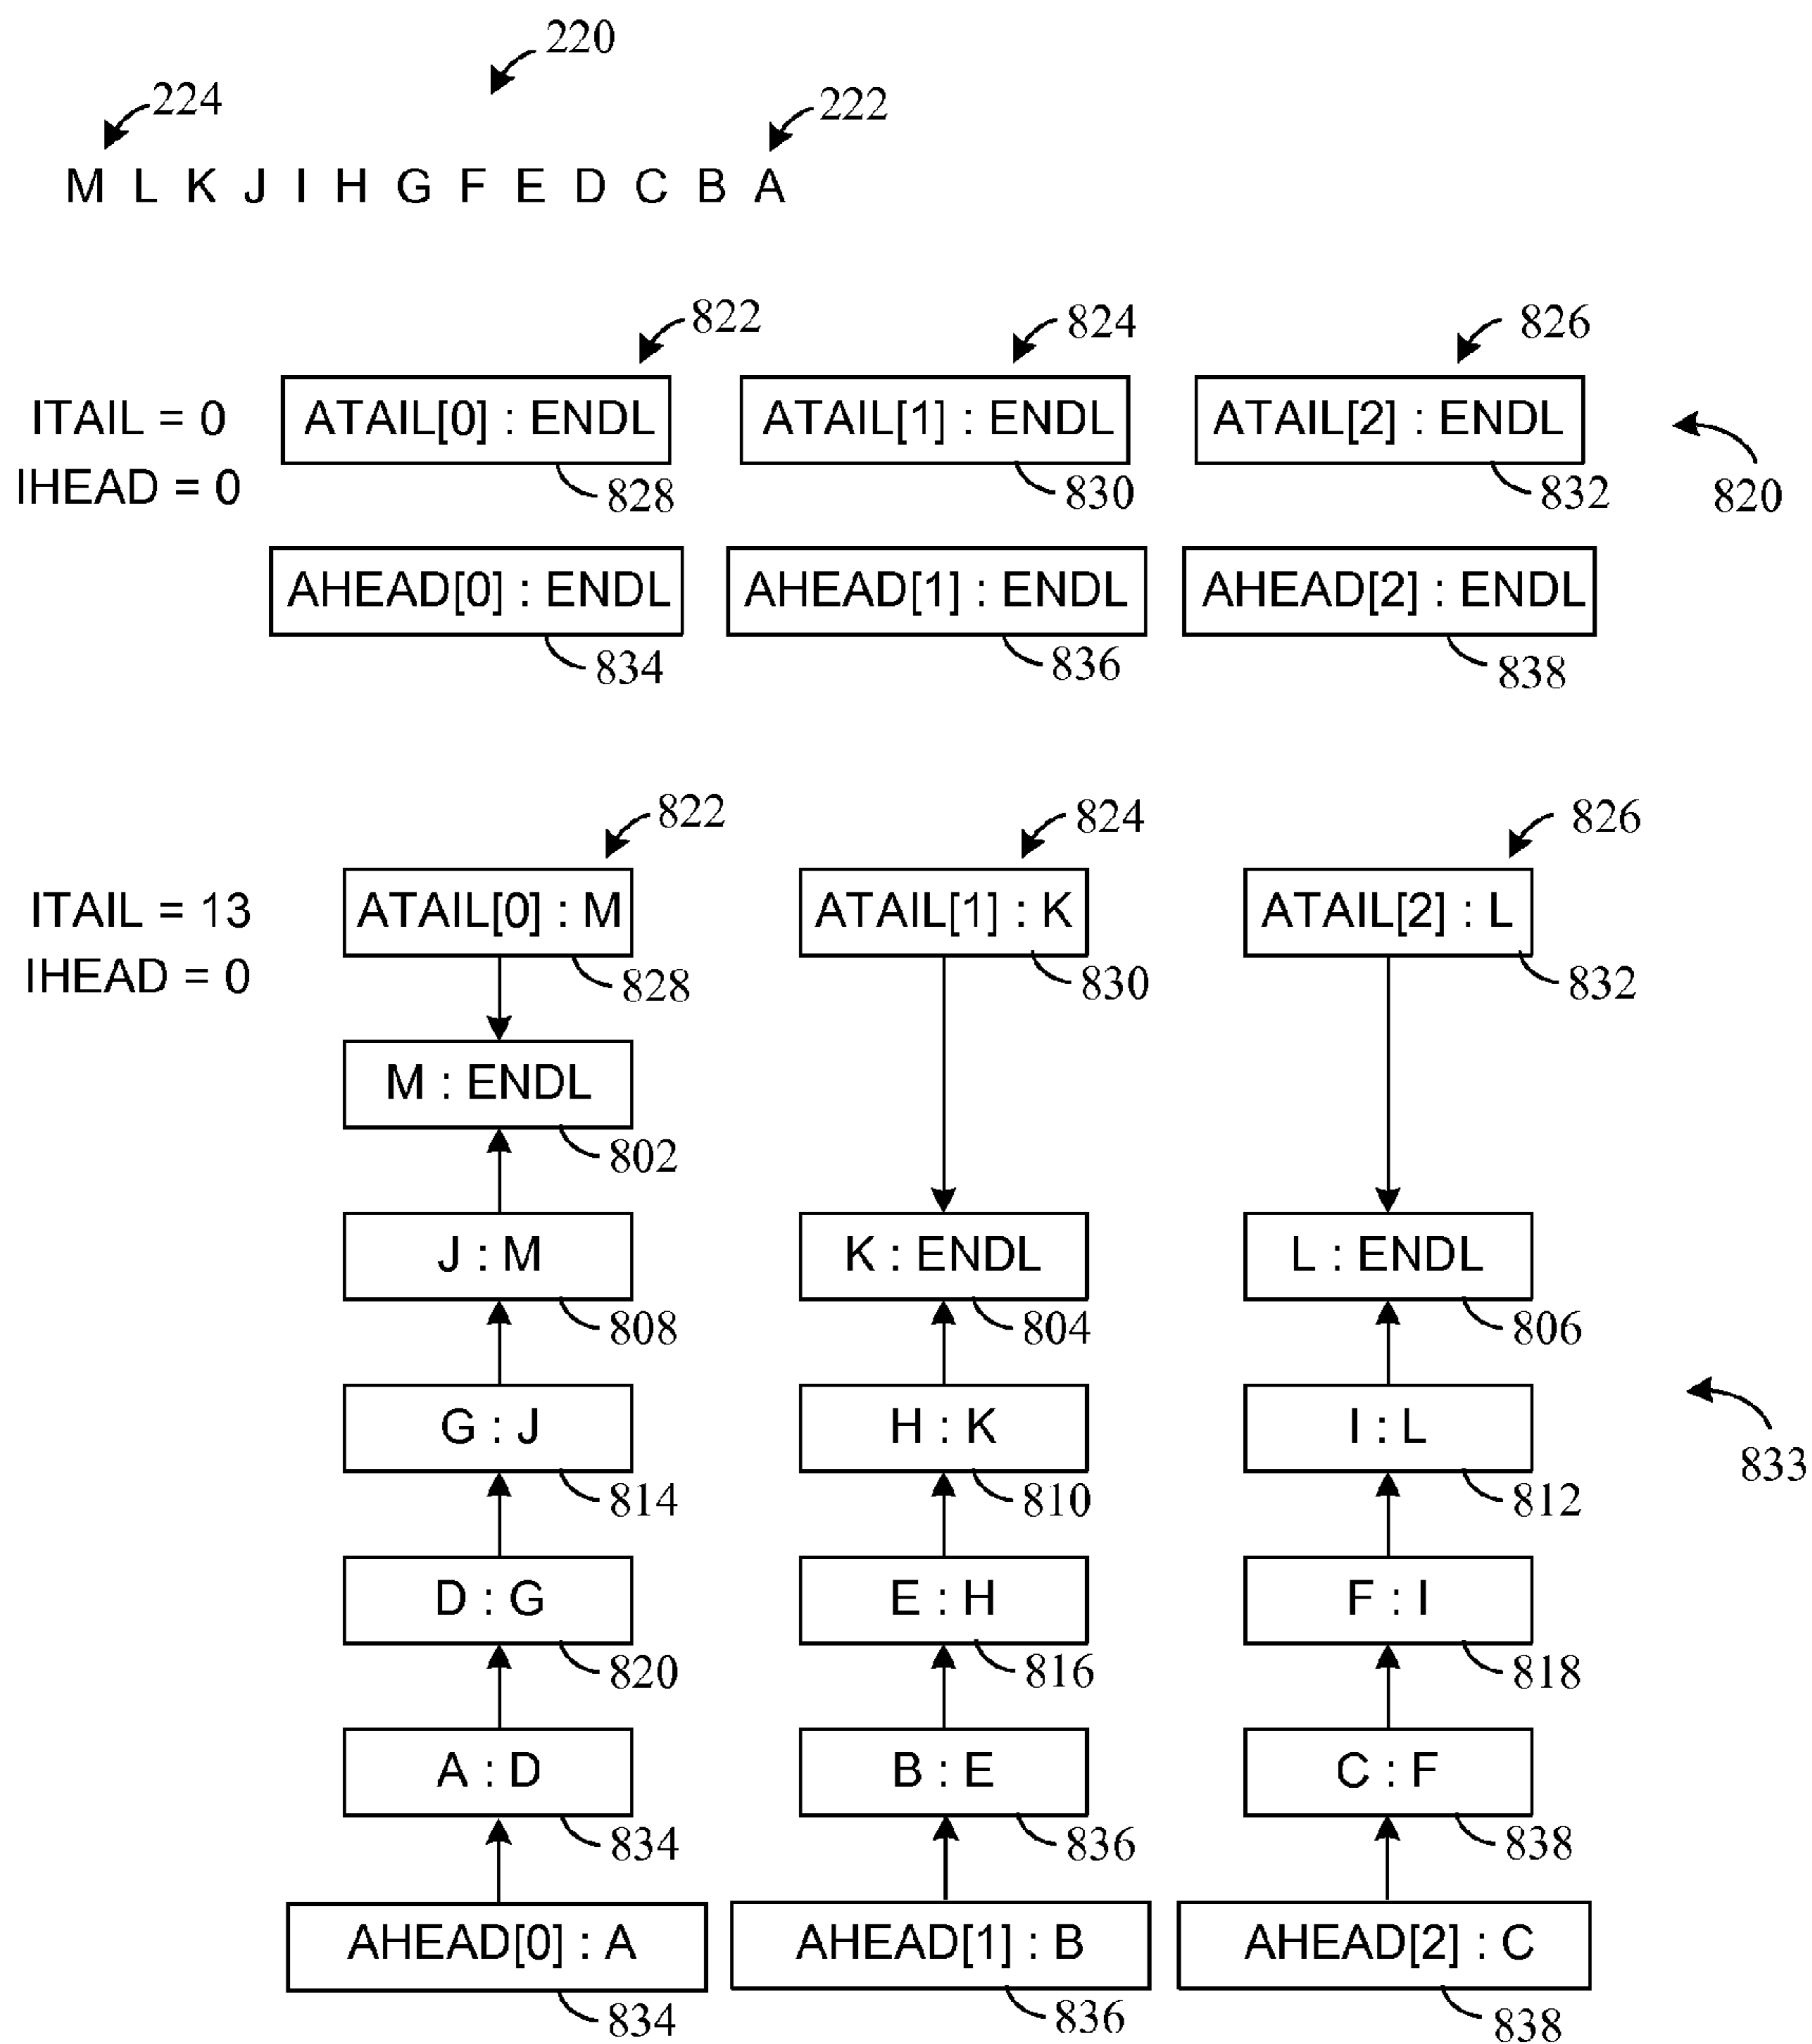 220
224
222
M L K J I H G F E D C B A
822
824
826
ITAIL = 0
ATAIL[0] : ENDL
ATAIL[1] : ENDL
ATAIL[2] : ENDL
IHEAD = 0
828
830
832
820
AHEAD[0] : ENDL
AHEAD[1] : ENDL
AHEAD[2] : ENDL
834
836
838
822
824
826
ITAIL = 13
ATAIL[0] : M
ATAIL[1] : K
ATAIL[2] : L
IHEAD = 0
828
830
832
M : ENDL
802
J : M
K : ENDL
L : ENDL
808
804
806
G : J
H : K
I : L
833
814
810
812
D : G
E : H
F : I
820
816
818
A : D
B : E
C : F
834
836
838
AHEAD[0] : A
AHEAD[1] : B
AHEAD[2] : C
834
836
838